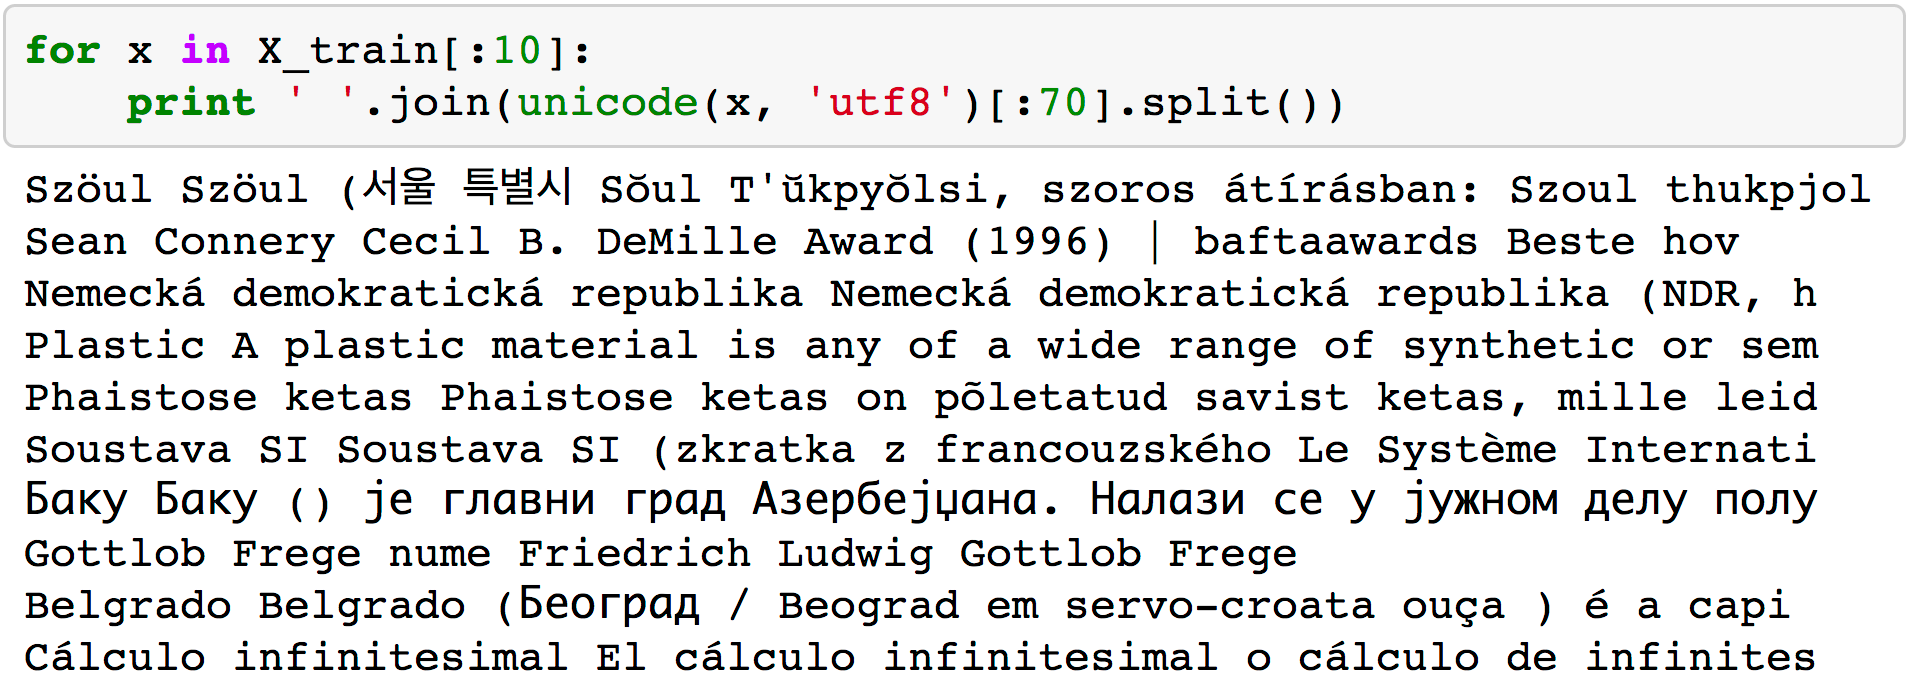 for x in X_train[:10]:
    print ' '.join(unicode(x, 'utf8')[:70].split())
Szöul Szöul (서울 특별시 Sŏul T'ŭkpyŏlsi, szoros átírásban: Szoul thukpjol
Sean Connery Cecil B. DeMille Award (1996) | baftaawards Beste hov
Nemecká demokratická republika Nemecká demokratická republika (NDR, h
Plastic A plastic material is any of a wide range of synthetic or sem
Phaistose ketas Phaistose ketas on põletatud savist ketas, mille leid
Soustava SI Soustava SI (zkratka z francouzského Le Système Internati
Баку Баку () је главни град Азербејџана. Налази се у јужном делу полу
Gottlob Frege nume Friedrich Ludwig Gottlob Frege
Belgrado Belgrado (Београд / Beograd em servo-croata ouça ) é a capi
Cálculo infinitesimal El cálculo infinitesimal o cálculo de infinites